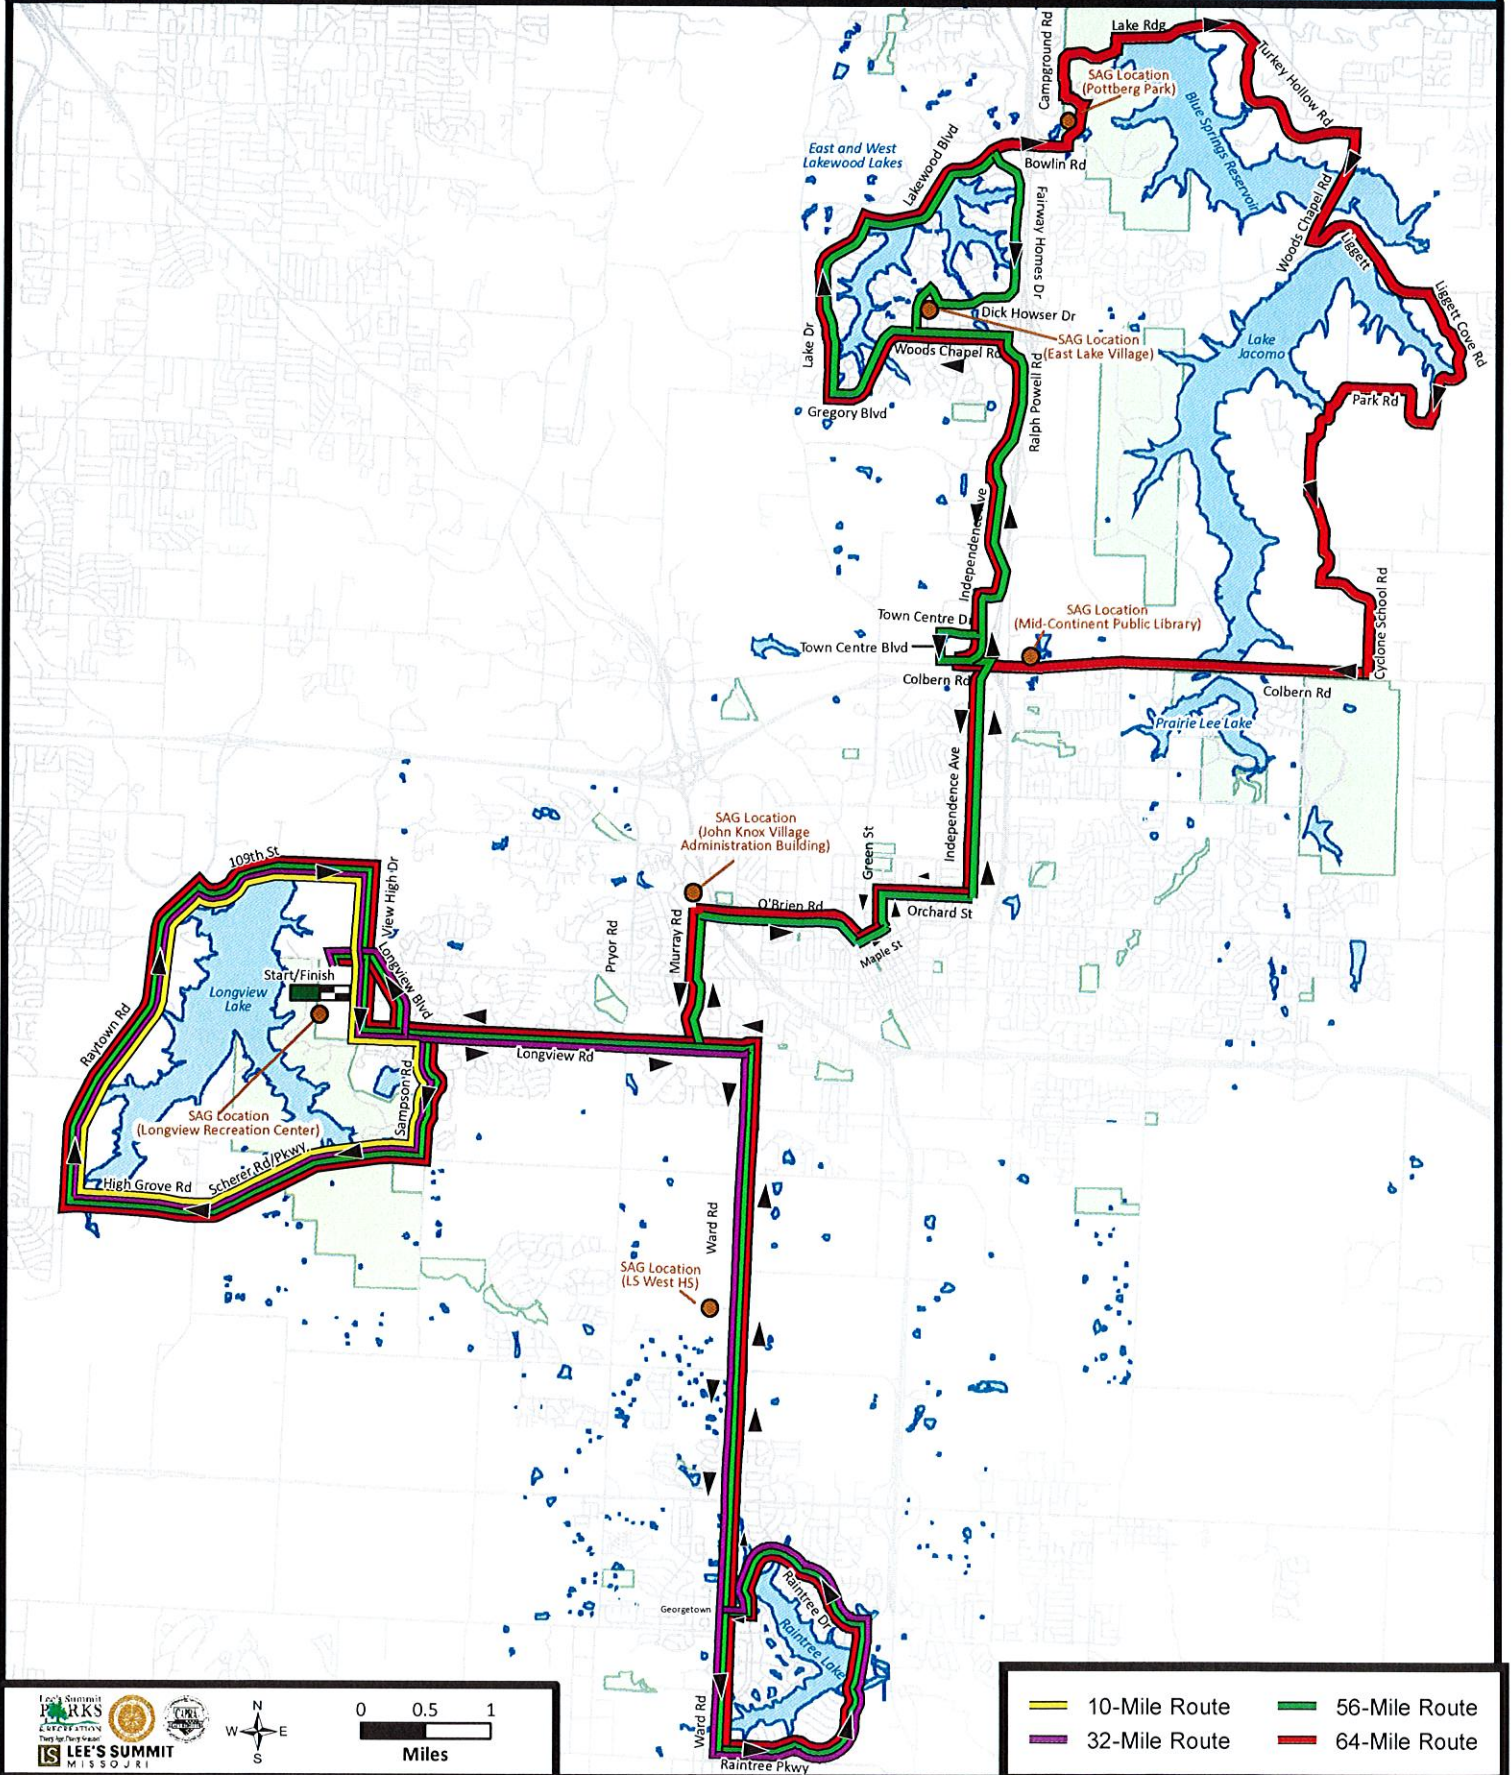 Lake Rdg
Campground Rd
Turkey Hollow Rd
SAG Location
(Pottberg Park)
Blue Springs Reservoir
East and West
Lakewood Lakes
Lakewood Blvd
Bowlin Rd
Fairway Homes Dr
Woods Chapel Rd
Liggett
Liggett Cove Rd
Dick Howser Dr
Lake Dr
Woods Chapel Rd
SAG Location
(East Lake Village)
Lake
Jacomo
Park Rd
Gregory Blvd
Ralph Powell Rd
Independence Ave
Town Centre Dr
SAG Location
(Mid-Continent Public Library)
Cyclone School Rd
Town Centre Blvd
Colbern Rd
Colbern Rd
Prairie Lee Lake
Independence Ave
SAG Location
(John Knox Village
Administration Building)
Green St
109th St
View High Dr
O'Brien Rd
Orchard St
Maple St
Murray Rd
Pryor Rd
Longview Blvd
Start/Finish
Longview
Lake
Raytown Rd
Longview Rd
Sampson Rd
SAG Location
(Longview Recreation Center)
Scherer Rd/Pkwy
High Grove Rd
Ward Rd
SAG Location
(LS West HS)
Georgetown
Raintree Dr
Raintree Lake
Ward Rd
Raintree Pkwy
Lee's Summit
PARKS
& RECREATION
CAPRA
LS LEE'S SUMMIT
MISSOURI
N
W E
S
0 0.5 1
Miles
10-Mile Route
56-Mile Route
32-Mile Route
64-Mile Route